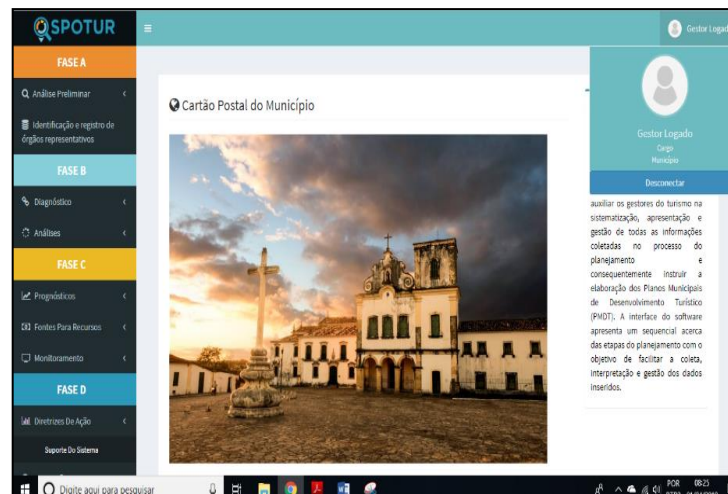 SPOTUR
Gestor Logad
FASE A
Análise Preliminar
Identificação e registro de
órgãos representativos
FASE B
Diagnóstico
Análises
FASE C
Prognósticos
Fontes Para Recursos
Monitoramento
FASE D
Diretrizes De Ação
Suporte Do Sistema
Cartão Postal do Município
Gestor Logado
Cargo
Município
Desconectar
auxiliar os gestores do turismo na
sistematização, apresentação e
gestão de todas as informações
coletadas no processo do
planejamento e
consequentemente instruir a
elaboração dos Planos Municipais
de Desenvolvimento Turístico
(PMDT). A interface do software
apresenta um sequencial acerca
das etapas do planejamento com o
objetivo de facilitar a coleta,
interpretação e gestão dos dados
inseridos.
Digite aqui para pesquisar
POR 08:25